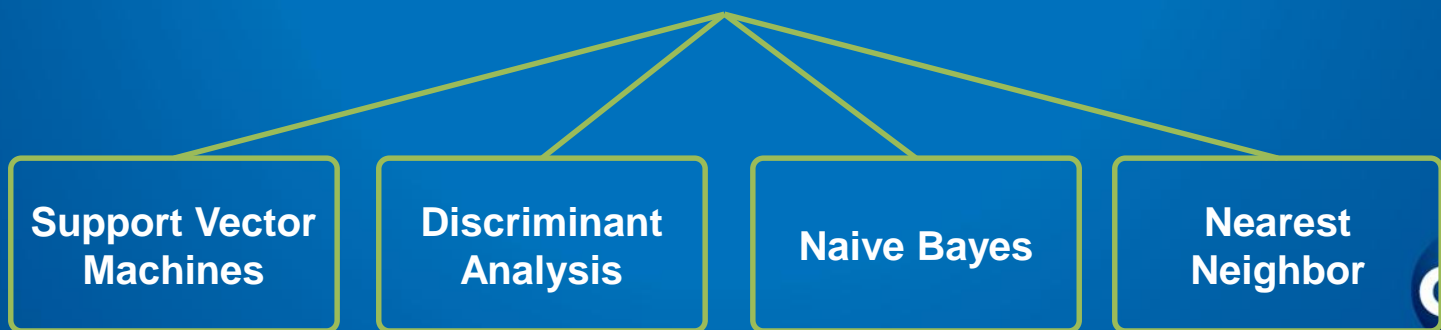 Support Vector
Machines
Discriminant
Analysis
Naive Bayes
Nearest
Neighbor